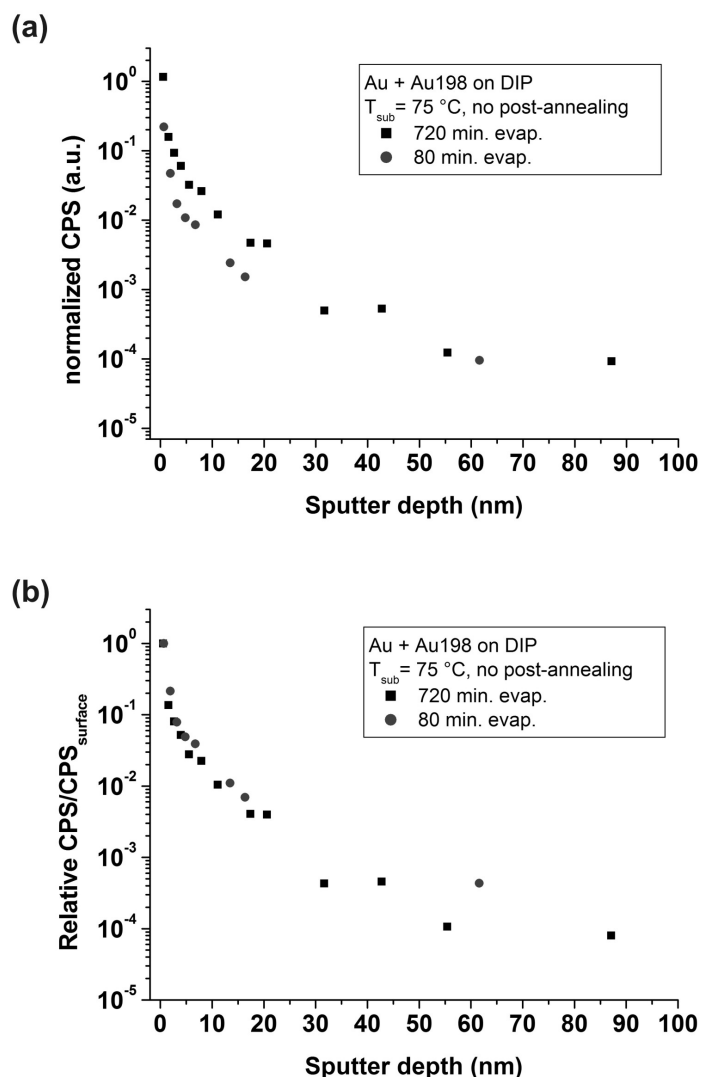 (a)
10^0
10^-1
10^-2
10^-3
10^-4
10^-5
normalized CPS (a.u.)
Au + Au198 on DIP
T_sub= 75 °C, no post-annealing
720 min. evap.
80 min. evap.
0 10 20 30 40 50 60 70 80 90 100
Sputter depth (nm)
(b)
10^0
10^-1
10^-2
10^-3
10^-4
10^-5
Relative CPS/CPS_surface
Au + Au198 on DIP
T_sub= 75 °C, no post-annealing
720 min. evap.
80 min. evap.
0 10 20 30 40 50 60 70 80 90 100
Sputter depth (nm)